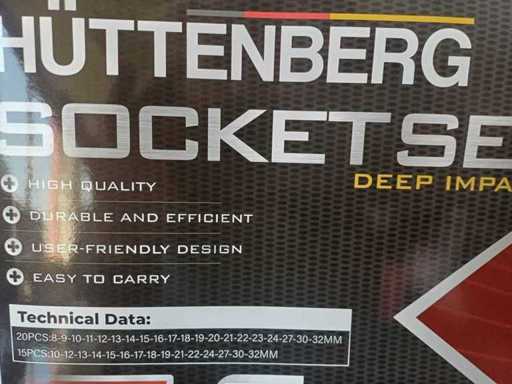 HÜTTENBERG
SOCKET SE
DEEP IMPA
HIGH QUALITY
DURABLE AND EFFICIENT
USER-FRIENDLY DESIGN
EASY TO CARRY
Technical Data:
20PCS:8-9-10-11-12-13-14-15-16-17-18-19-20-21-22-23-24-27-30-32MM
15PCS:10-12-13-14-15-16-17-18-19-21-22-24-27-30-32MM